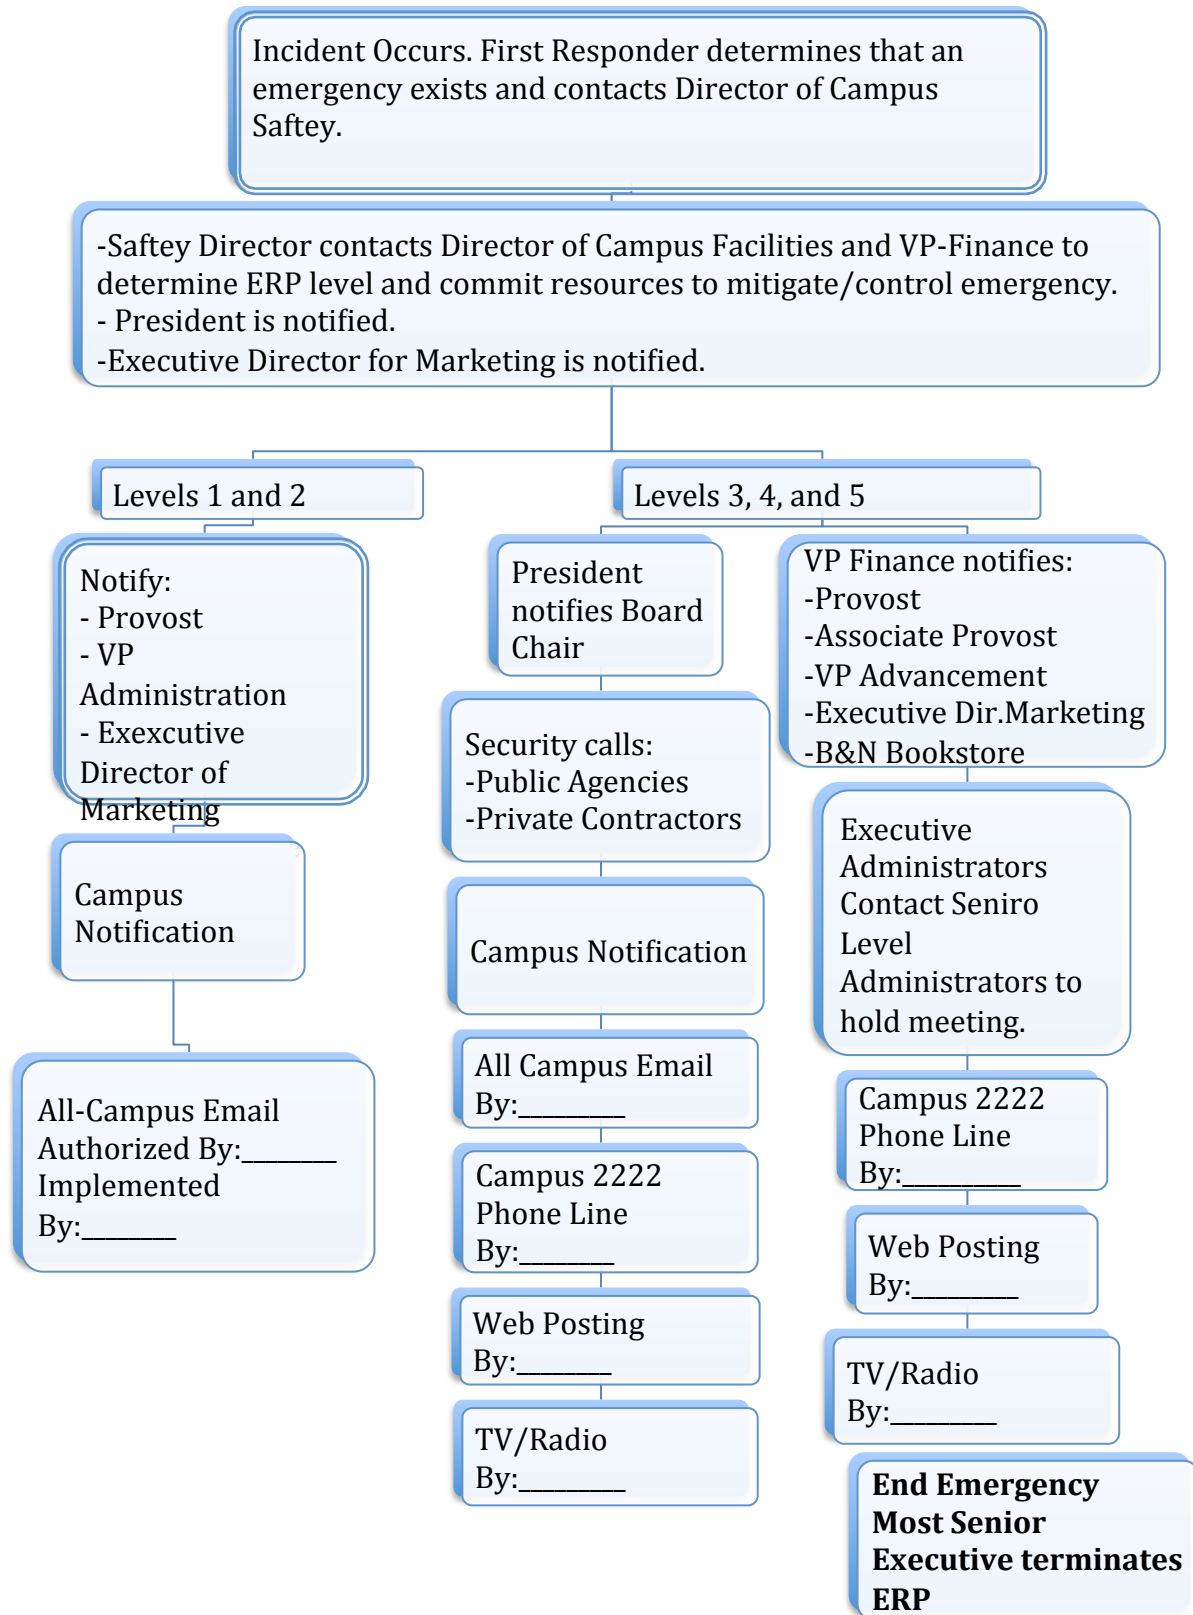 Incident Occurs. First Responder determines that an
emergency exists and contacts Director of Campus
Saftey.
-Saftey Director contacts Director of Campus Facilities and VP-Finance to
determine ERP level and commit resources to mitigate/control emergency.
- President is notified.
-Executive Director for Marketing is notified.
Levels 1 and 2
Notify:
- Provost
- VP
Administration
- Exexcutive
Director of
Marketing
Campus
Notification
All-Campus Email
Authorized By:________
Implemented
By:________
Levels 3, 4, and 5
President
notifies Board
Chair
Security calls:
-Public Agencies
-Private Contractors
Campus Notification
All Campus Email
By:_________
Campus 2222
Phone Line
By:________
Web Posting
By:________
TV/Radio
By:_________
VP Finance notifies:
-Provost
-Associate Provost
-VP Advancement
-Executive Dir.Marketing
-B&N Bookstore
Executive
Administrators
Contact Seniro
Level
Administrators to
hold meeting.
Campus 2222
Phone Line
By:__________
Web Posting
By:_________
TV/Radio
By:_________
End Emergency
Most Senior
Executive terminates
ERP